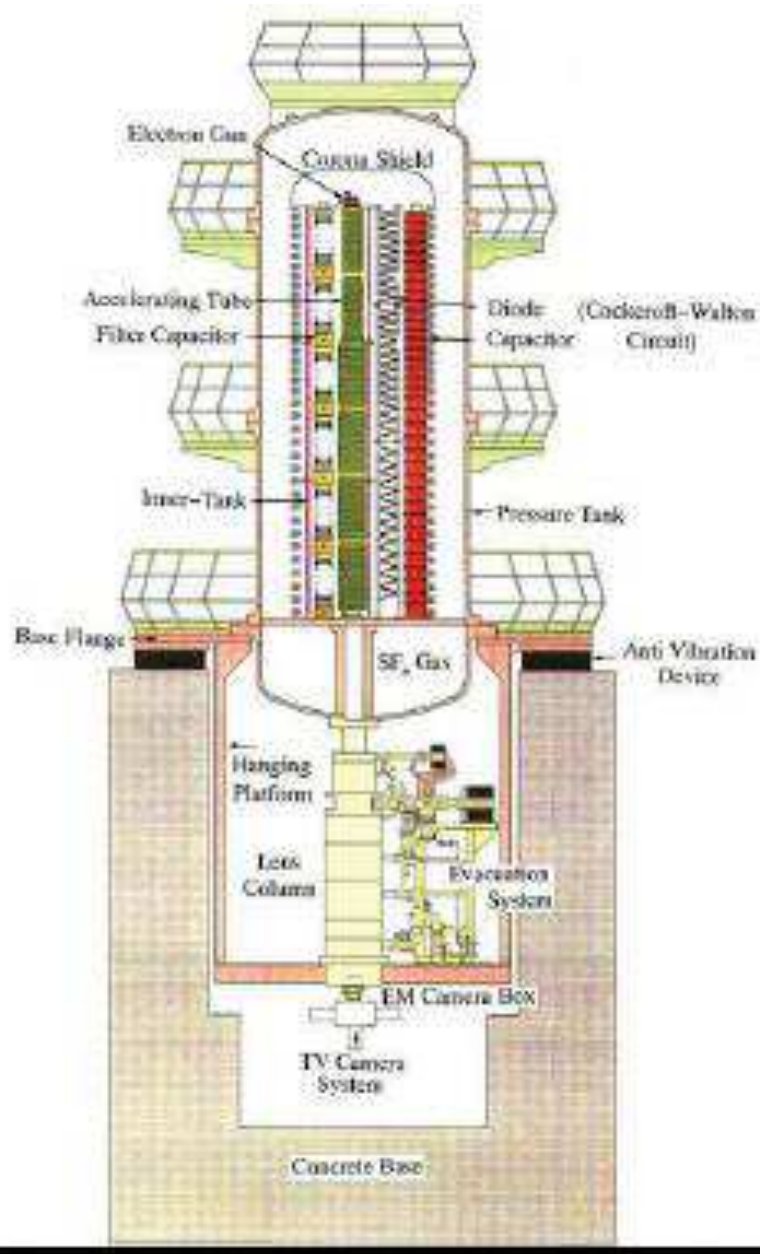 Electron Gun
Corona Shield
Accelerating Tube
Diode
(Cockcroft-Walton
Filter Capacitor
Capacitor
Circuit)
Inner-Tank
Pressure Tank
Base Flange
SF₆ Gas
Anti Vibration
Device
Hanging
Platform
Lens
Column
Evacuation
System
EM Camera Box
TV Camera
System
Concrete Base